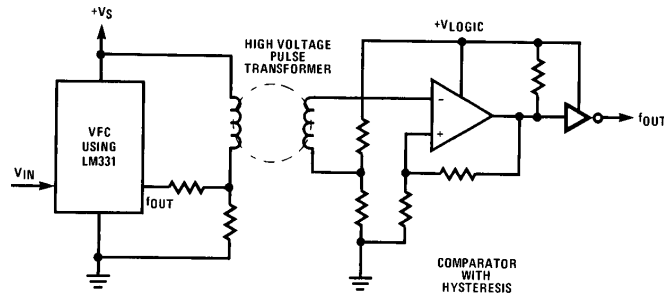 +VS
HIGH VOLTAGE
PULSE
TRANSFORMER
+VLOGIC
VFC
USING
LM331
VIN
fOUT
-
+
fOUT
COMPARATOR
WITH
HYSTERESIS